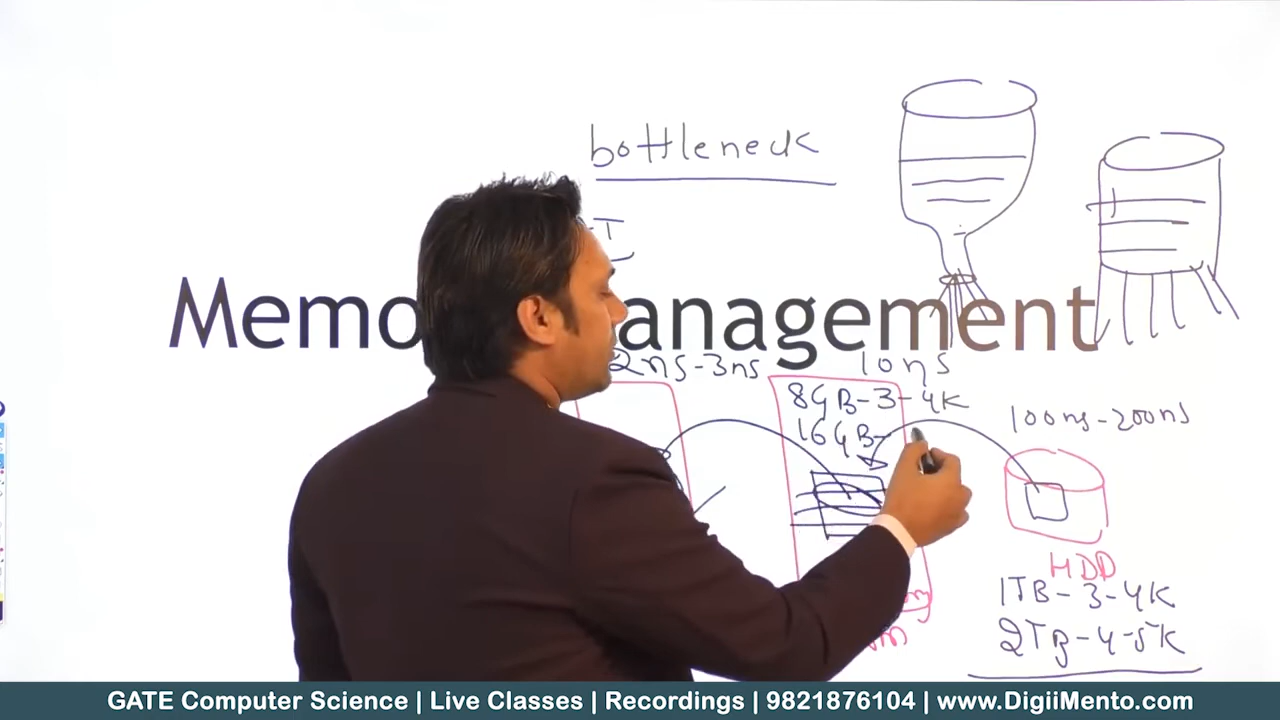 bottleneck
T
Memo anagement
2ns-3ns
10ns
8GB-3-4K
16GB-
100ns-200ns
HDD
1TB-3-4K
2TB-4-5K
GATE Computer Science | Live Classes | Recordings | 9821876104 | www.DigiiMento.com